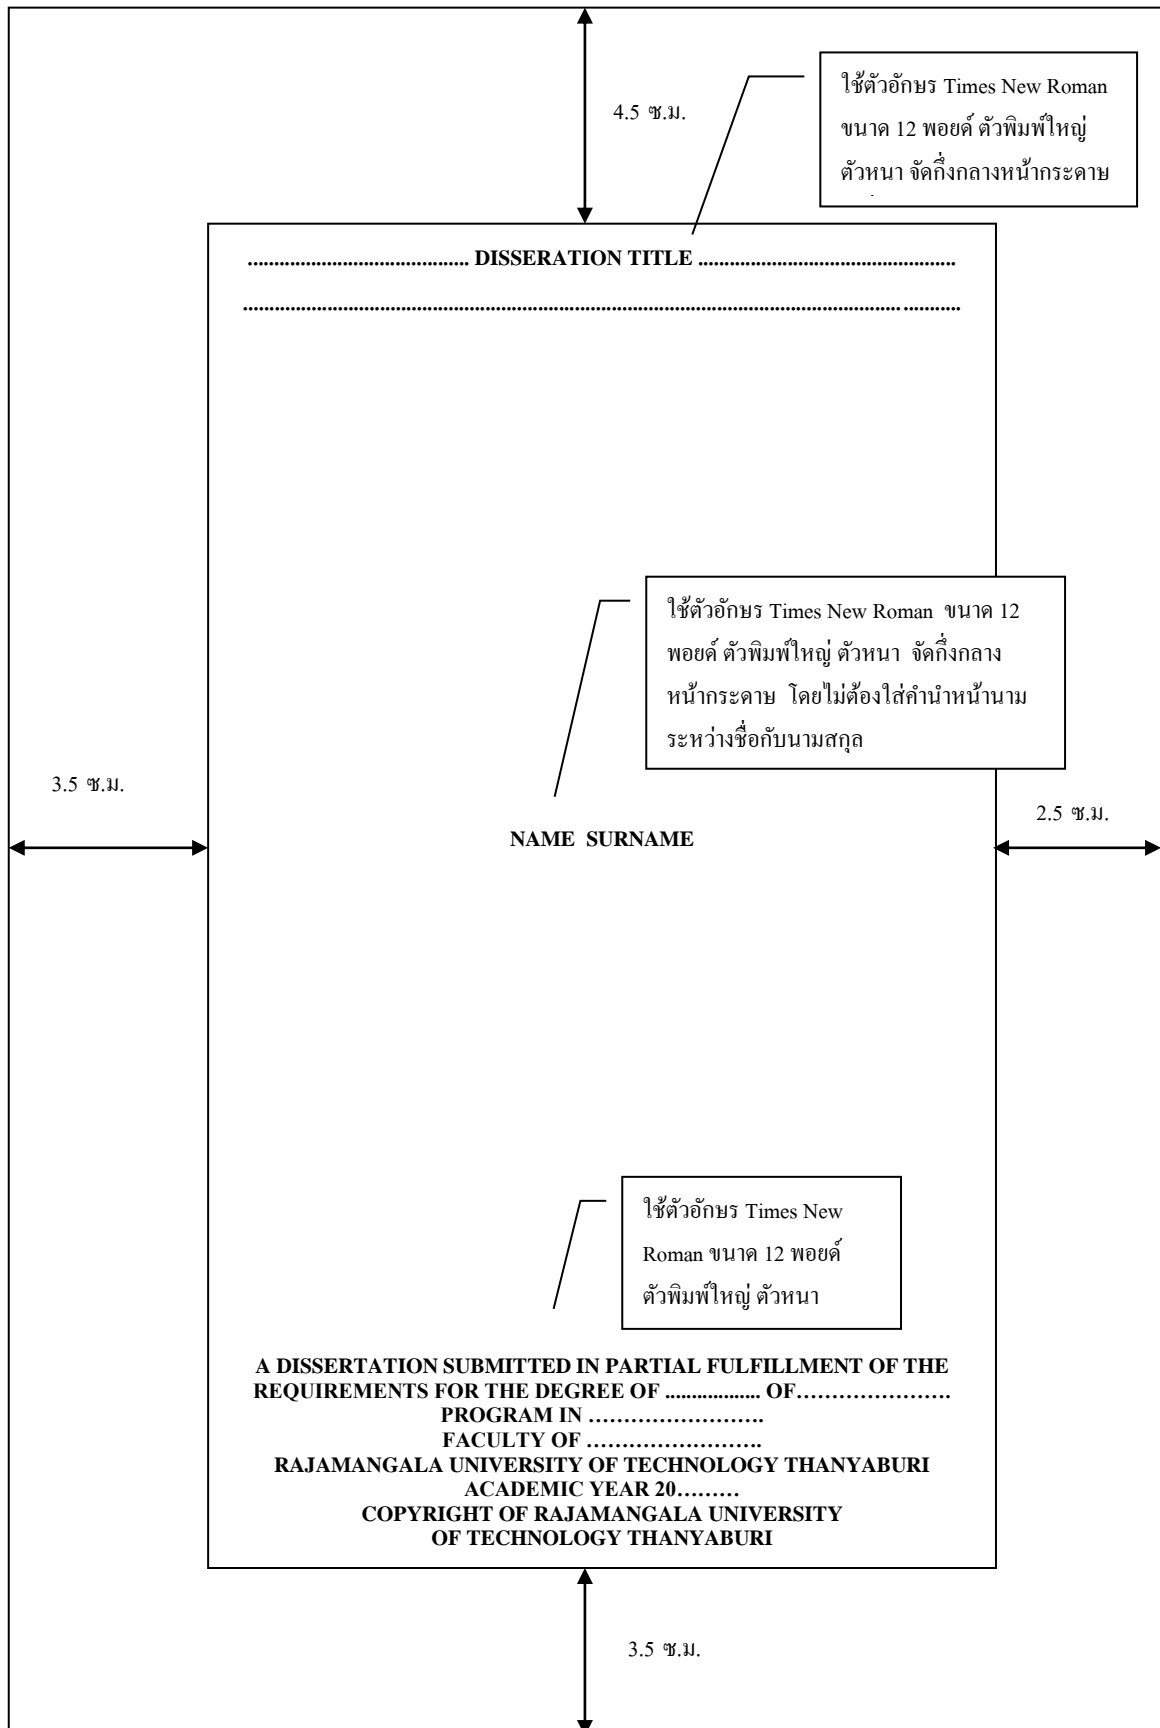 4.5 ซ.ม.
ใช้ตัวอักษร Times New Roman
ขนาด 12 พอยด์ ตัวพิมพ์ใหญ่
ตัวหนา จัดกึ่งกลางหน้ากระดาษ
.......................................... DISSERATION TITLE .................................................
........................................................................................................................................
ใช้ตัวอักษร Times New Roman ขนาด 12
พอยด์ ตัวพิมพ์ใหญ่ ตัวหนา จัดกึ่งกลาง
หน้ากระดาษ โดยไม่ต้องใส่คำนำหน้านาม
ระหว่างชื่อกับนามสกุล
3.5 ซ.ม.
2.5 ซ.ม.
NAME SURNAME
ใช้ตัวอักษร Times New
Roman ขนาด 12 พอยด์
ตัวพิมพ์ใหญ่ ตัวหนา
A DISSERTATION SUBMITTED IN PARTIAL FULFILLMENT OF THE
REQUIREMENTS FOR THE DEGREE OF .................. OF………………….
PROGRAM IN …………………….
FACULTY OF …………………….
RAJAMANGALA UNIVERSITY OF TECHNOLOGY THANYABURI
ACADEMIC YEAR 20………
COPYRIGHT OF RAJAMANGALA UNIVERSITY
OF TECHNOLOGY THANYABURI
3.5 ซ.ม.